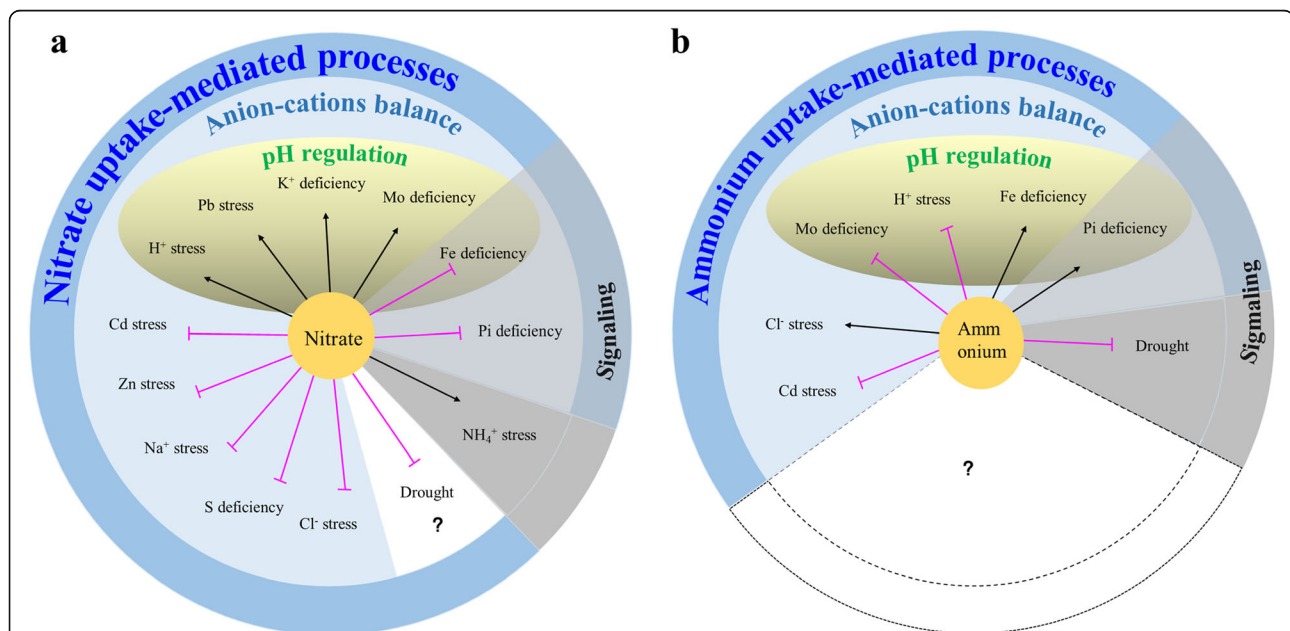 a
Nitrate uptake-mediated processes
Anion-cations balance
pH regulation
K⁺ deficiency
Pb stress
Mo deficiency
H⁺ stress
Fe deficiency
Cd stress
Nitrate
Pi deficiency
Signaling
Zn stress
Na⁺ stress
NH₄⁺ stress
S deficiency
Cl⁻ stress
Drought
?
b
Ammonium uptake-mediated processes
Anion-cations balance
pH regulation
H⁺ stress
Fe deficiency
Mo deficiency
Pi deficiency
Cl⁻ stress
Amm
onium
Drought
Sigmaling
Cd stress
?